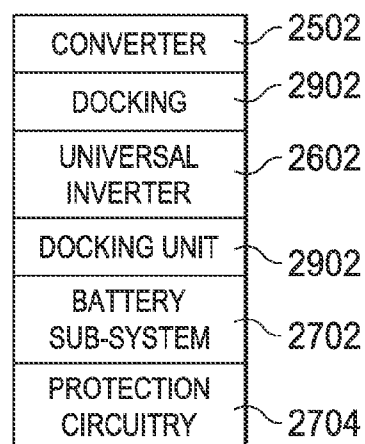 CONVERTER 2502
DOCKING 2902
UNIVERSAL
INVERTER 2602
DOCKING UNIT 2902
BATTERY
SUB-SYSTEM 2702
PROTECTION
CIRCUITRY 2704